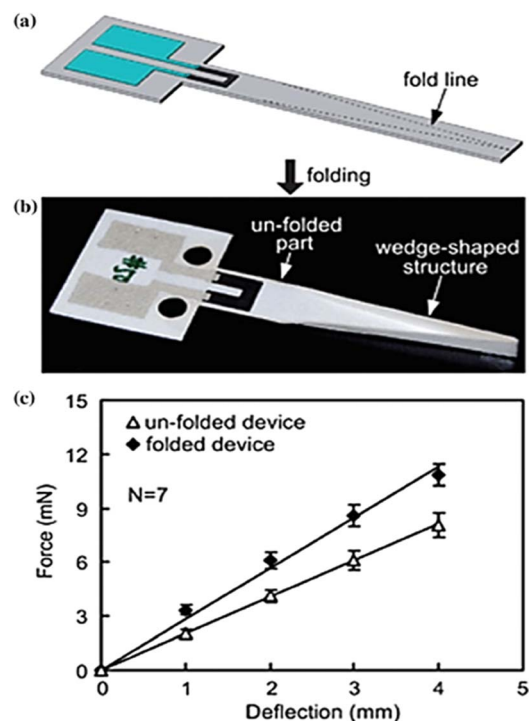 (a)
fold line
folding
(b)
un-folded
part
wedge-shaped
structure
(c)
15
12
9
6
3
0
Force (mN)
un-folded device
folded device
N=7
0 1 2 3 4 5
Deflection (mm)